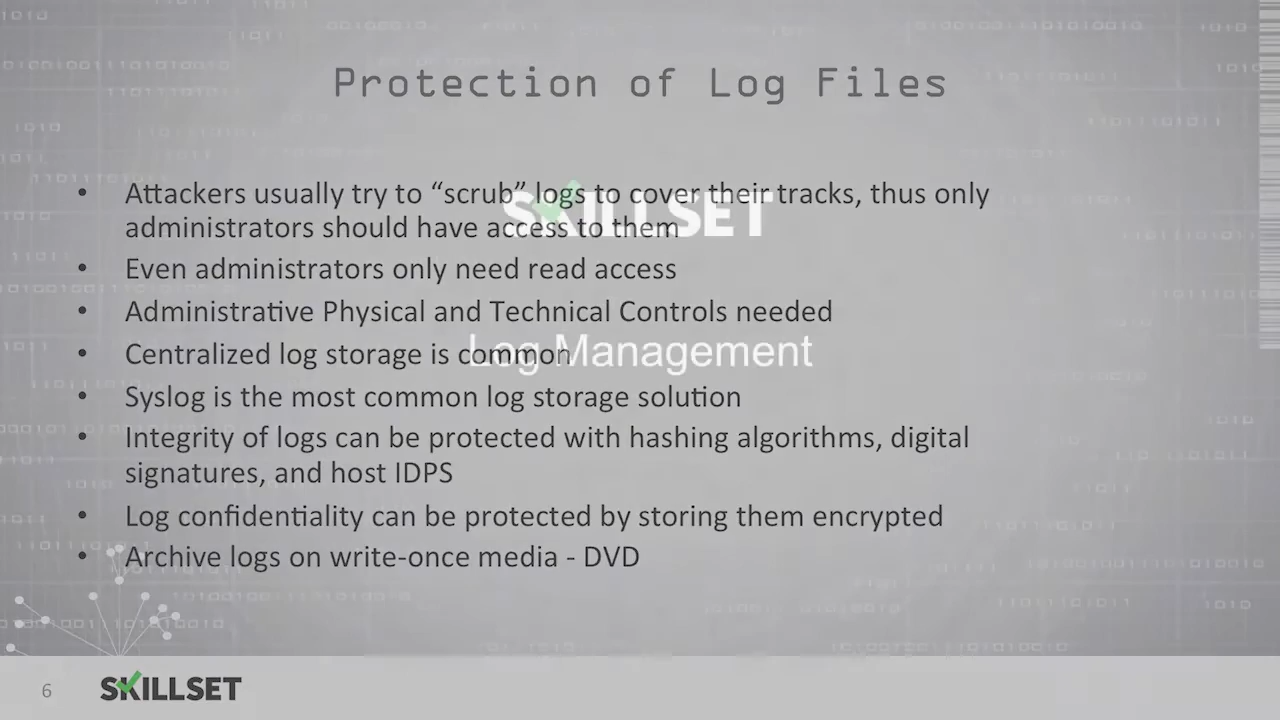 Protection of Log Files
• Attackers usually try to “scrub” logs to cover their tracks, thus only
administrators should have access to them
SKILLSET
• Even administrators only need read access
• Administrative Physical and Technical Controls needed
• Centralized log storage is common
Log Management
• Syslog is the most common log storage solution
• Integrity of logs can be protected with hashing algorithms, digital
signatures, and host IDPS
• Log confidentiality can be protected by storing them encrypted
• Archive logs on write-once media - DVD
6
SKILLSET